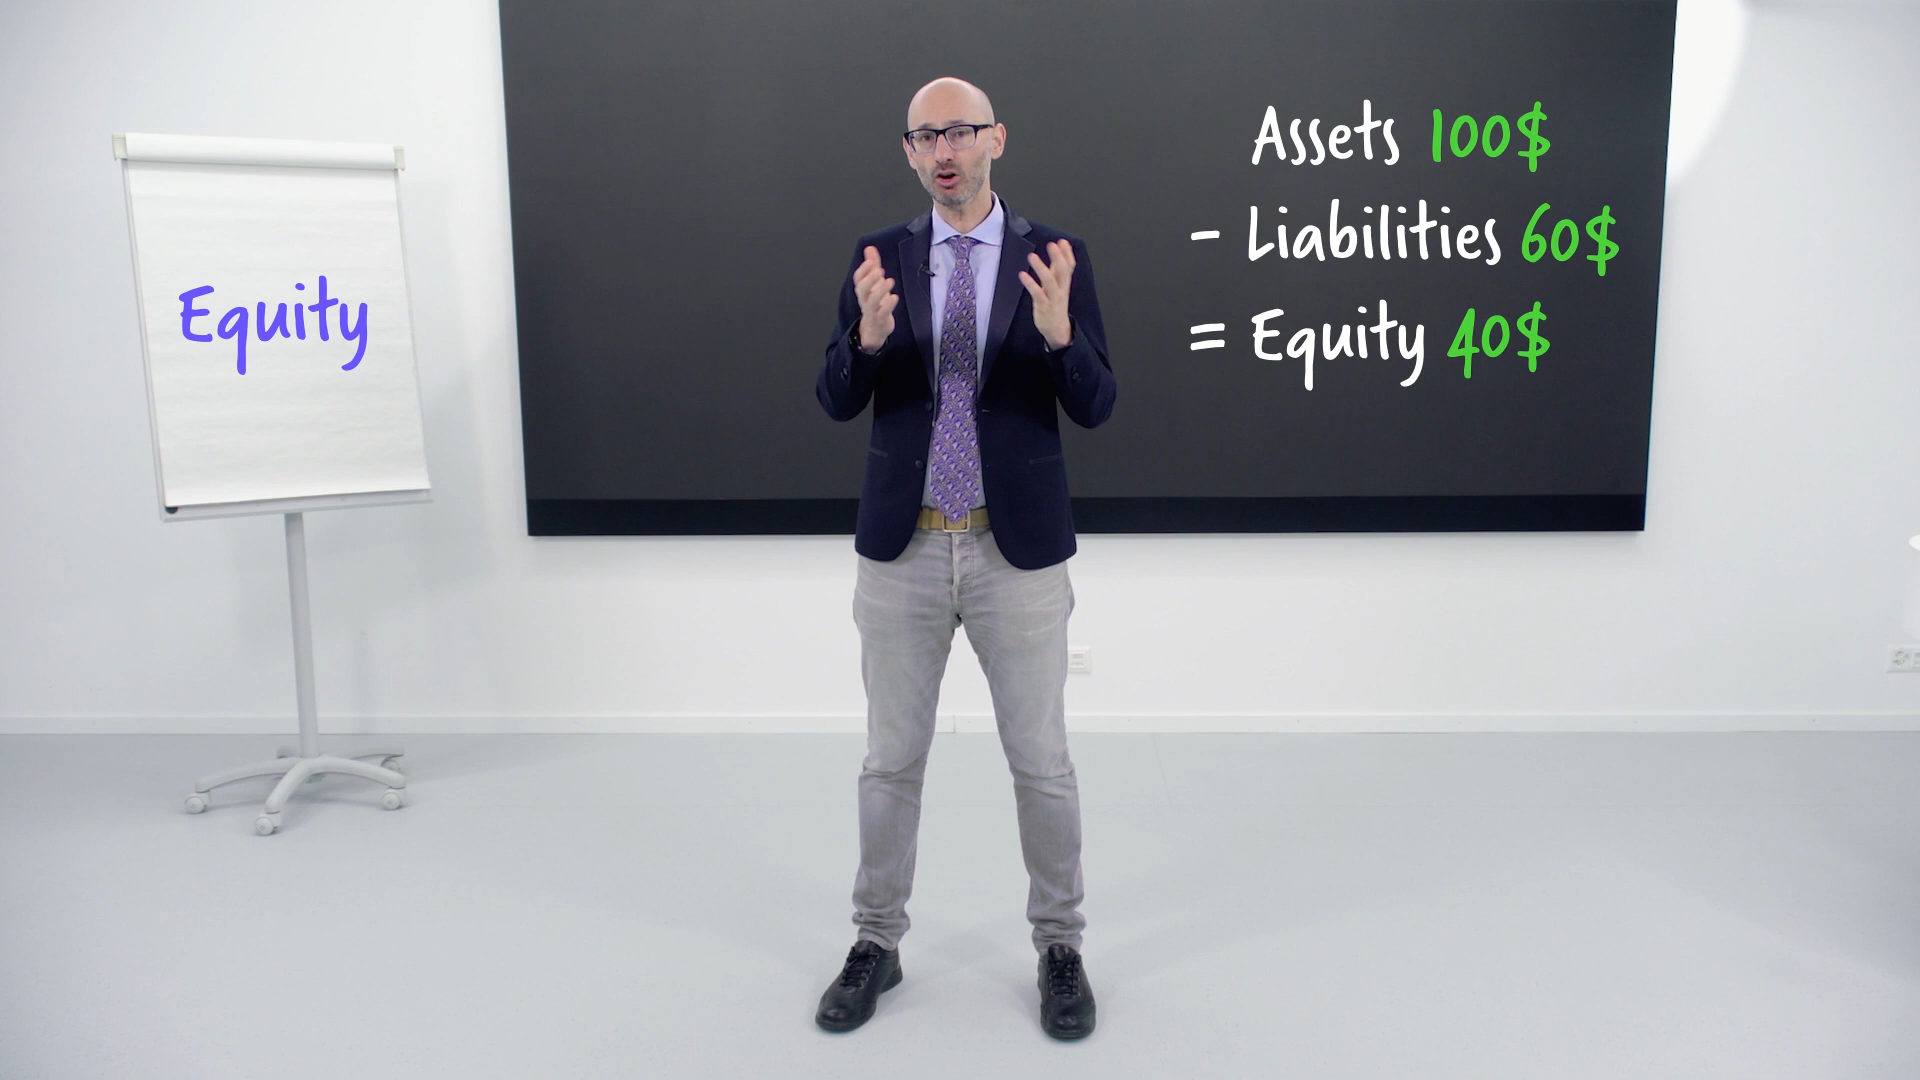 Equity
Assets 100$
- Liabilities 60$
= Equity 40$